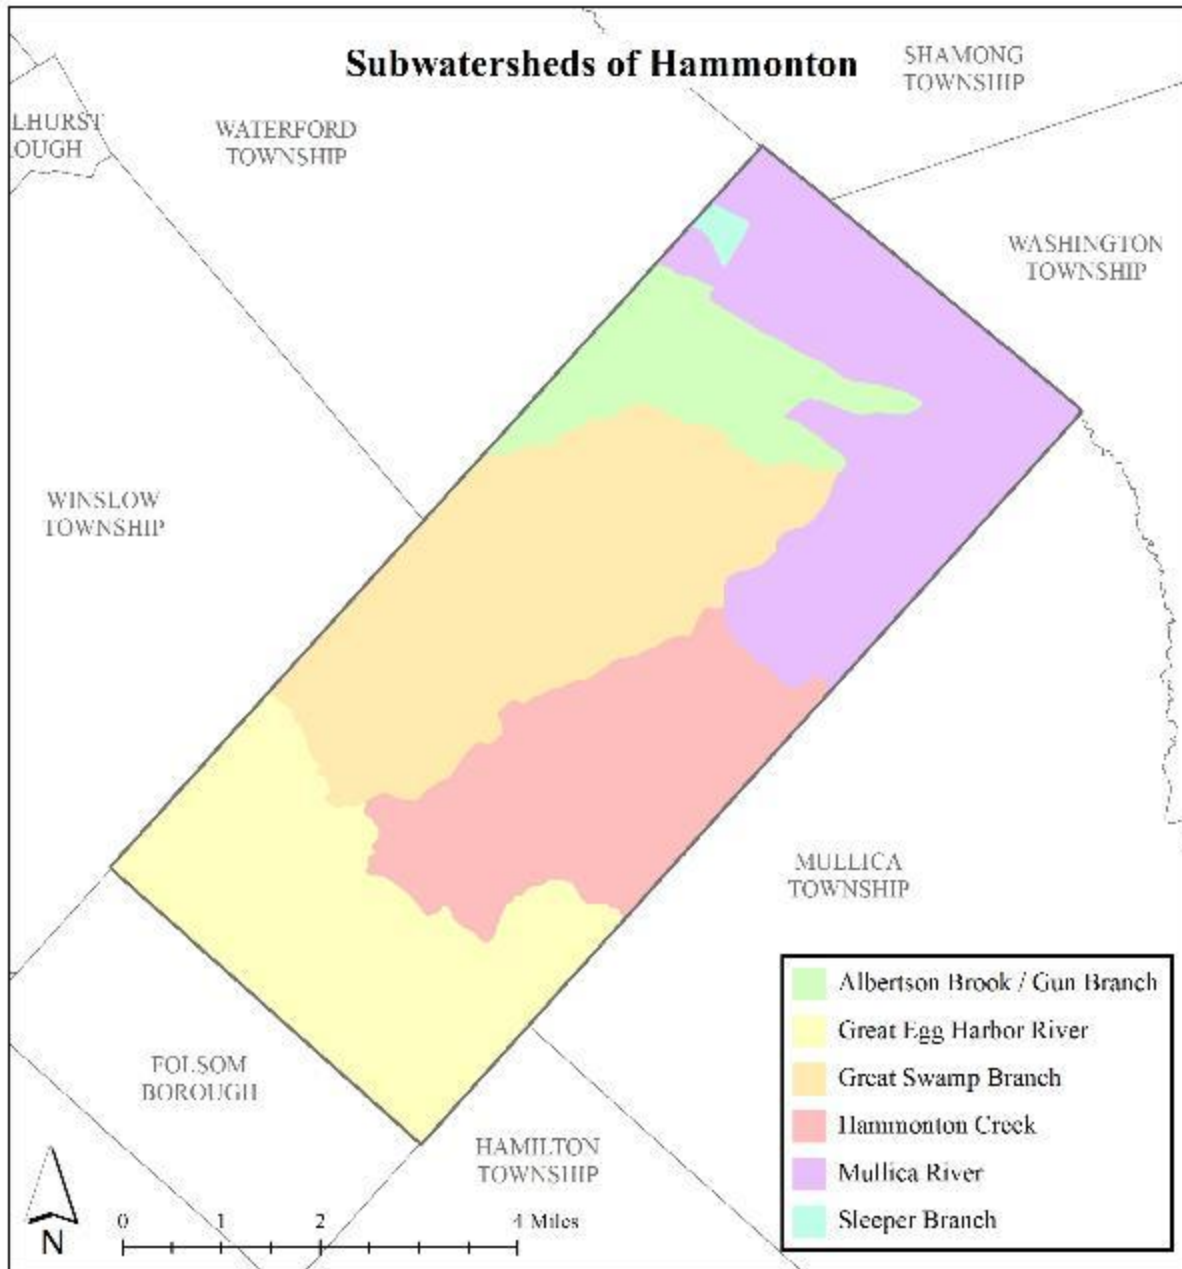 Subwatersheds of Hammonton
SHAMONG
TOWNSHIP
LHURST
OUGH
WATERFORD
TOWNSHIP
WASHINGTON
TOWNSHIP
WINSLOW
TOWNSHIP
MULLICA
TOWNSHIP
FOLSOM
BOROUGH
HAMILTON
TOWNSHIP
Albertson Brook / Gun Branch
Great Egg Harbor River
Great Swamp Branch
Hammonton Creek
Mullica River
Sleeper Branch
N
0 1 2 4 Miles